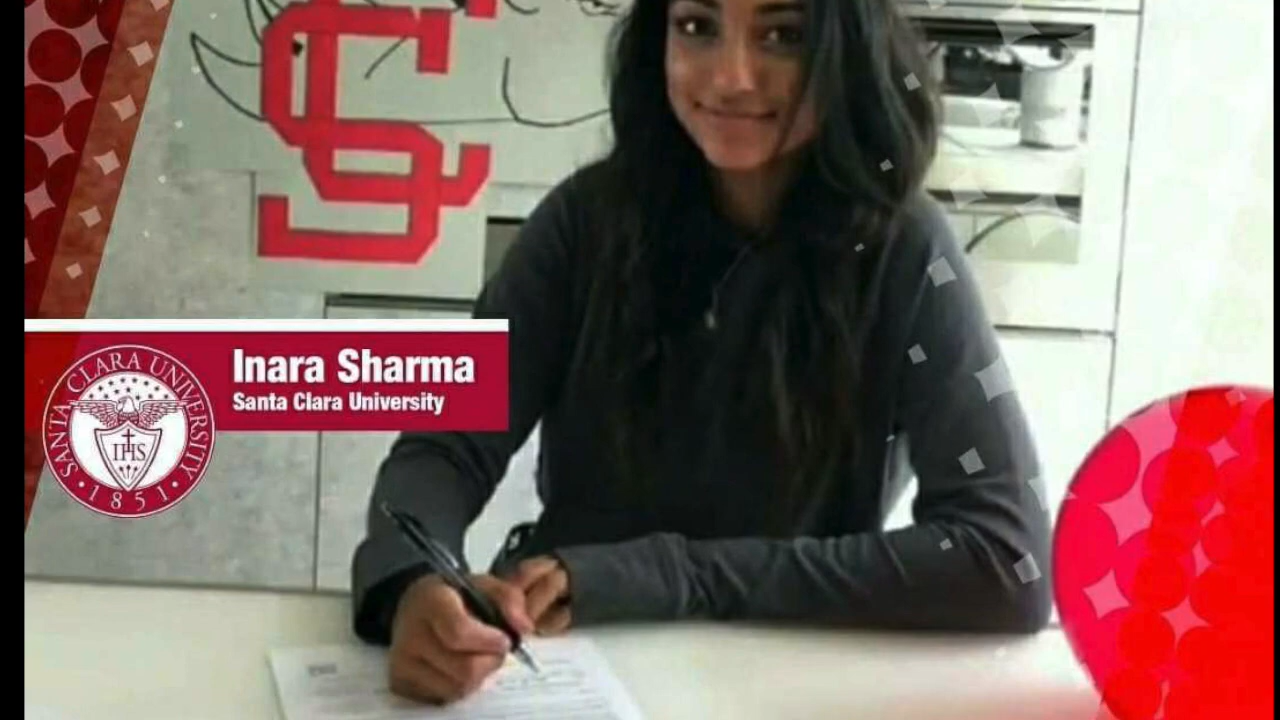 SC
Inara Sharma
Santa Clara University
SANTA CLARA UNIVERSITY
IHS
· 1851 ·